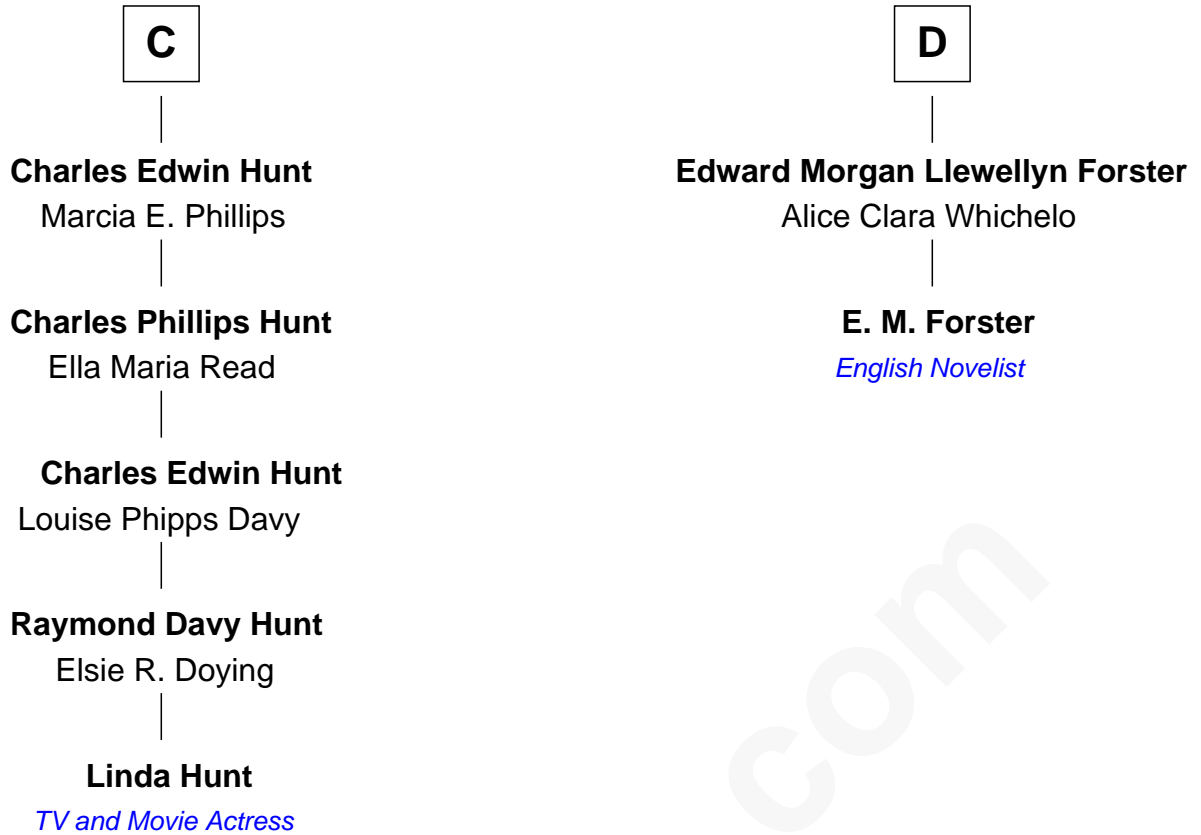 C
Charles Edwin Hunt
Marcia E. Phillips
Charles Phillips Hunt
Ella Maria Read
Charles Edwin Hunt
Louise Phipps Davy
Raymond Davy Hunt
Elsie R. Doying
Linda Hunt
TV and Movie Actress
D
Edward Morgan Llewellyn Forster
Alice Clara Whichelo
E. M. Forster
English Novelist
com